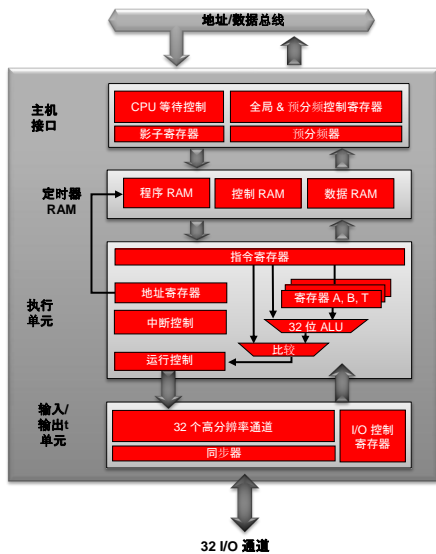 地址/数据总线
主机
接口
CPU 等待控制
全局 & 预分频控制寄存器
影子寄存器
预分频器
定时器
RAM
程序 RAM
控制 RAM
数据 RAM
执行
单元
指令寄存器
地址寄存器
寄存器 A, B, T
中断控制
32 位 ALU
比较
运行控制
输入/
输出t
单元
32 个高分辨率通道
同步器
I/O 控制
寄存器
32 I/O 通道